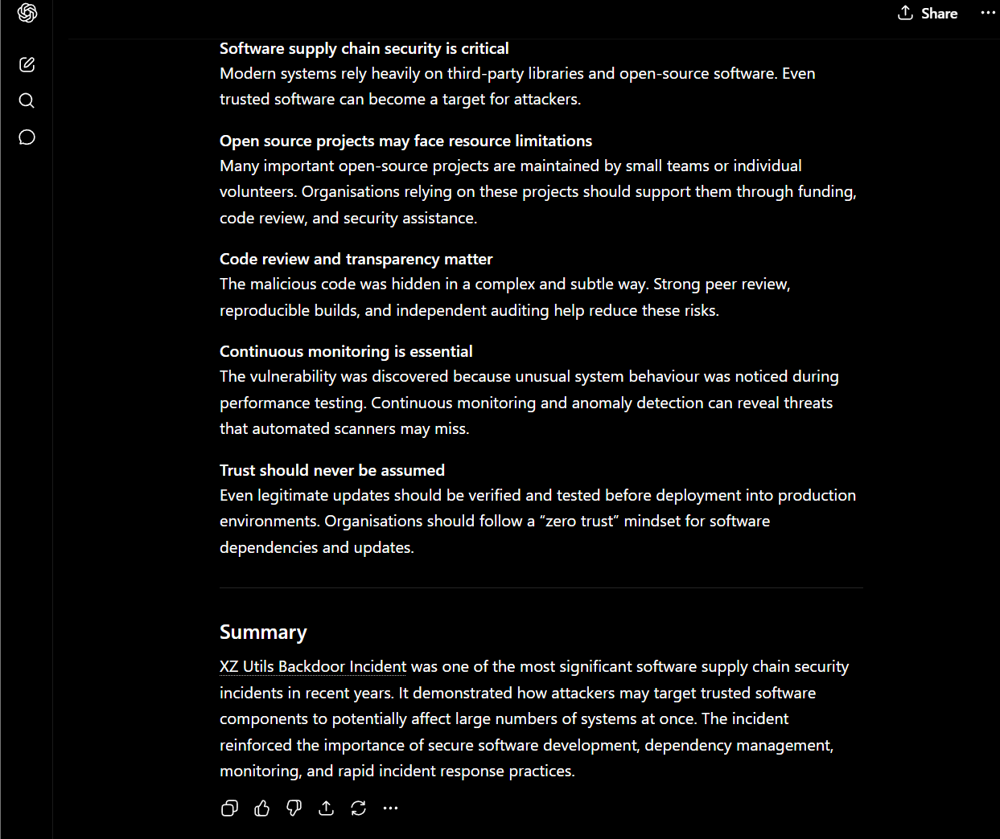 Share
Software supply chain security is critical
Modern systems rely heavily on third-party libraries and open-source software. Even
trusted software can become a target for attackers.
Open source projects may face resource limitations
Many important open-source projects are maintained by small teams or individual
volunteers. Organisations relying on these projects should support them through funding,
code review, and security assistance.
Code review and transparency matter
The malicious code was hidden in a complex and subtle way. Strong peer review,
reproducible builds, and independent auditing help reduce these risks.
Continuous monitoring is essential
The vulnerability was discovered because unusual system behaviour was noticed during
performance testing. Continuous monitoring and anomaly detection can reveal threats
that automated scanners may miss.
Trust should never be assumed
Even legitimate updates should be verified and tested before deployment into production
environments. Organisations should follow a “zero trust” mindset for software
dependencies and updates.
Summary
XZ Utils Backdoor Incident was one of the most significant software supply chain security
incidents in recent years. It demonstrated how attackers may target trusted software
components to potentially affect large numbers of systems at once. The incident
reinforced the importance of secure software development, dependency management,
monitoring, and rapid incident response practices.